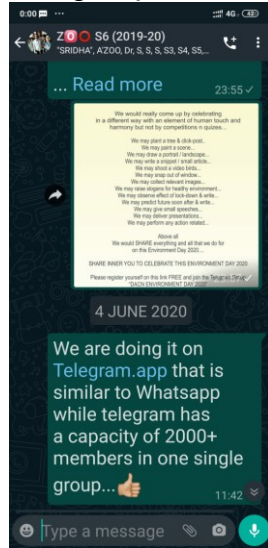 0:00
4G
Z🅾⭕ S6 (2019-20)
"SRIDHA", A'ZOO, Dr, S, S, S, S3, S4, S5,...
... Read more
23:55
We would really come up by celebrating
in a different way with an element of human touch and
harmony but not by competitions n quizes...
We may plant a tree & click-post.
We may paint a scene...
We may draw a portrait / landscape...
We may write a snippet / small article...
We may shoot a video birds...
We may snap out of window...
We may collect relevant images...
We may raise slogans for healthy environment...
We may observe effect of lock-down & write...
We may predict future soon after & write...
We may give small speeches...
We may deliver presentations...
We may perform any action related...
Above all
We would SHARE everything and all that we do for
on this Environment Day 2020...
SHARE INNER YOU TO CELEBRATE THIS ENVIRONMENT DAY 2020
Please register yourself on this link FREE and join the Telegram Group
"DACN ENVIRONMENT DAY 2020"
4 JUNE 2020
We are doing it on
Telegram.app that is
similar to Whatsapp
while telegram has
a capacity of 2000+
members in one single
group...👍🏼
11:42
Type a message